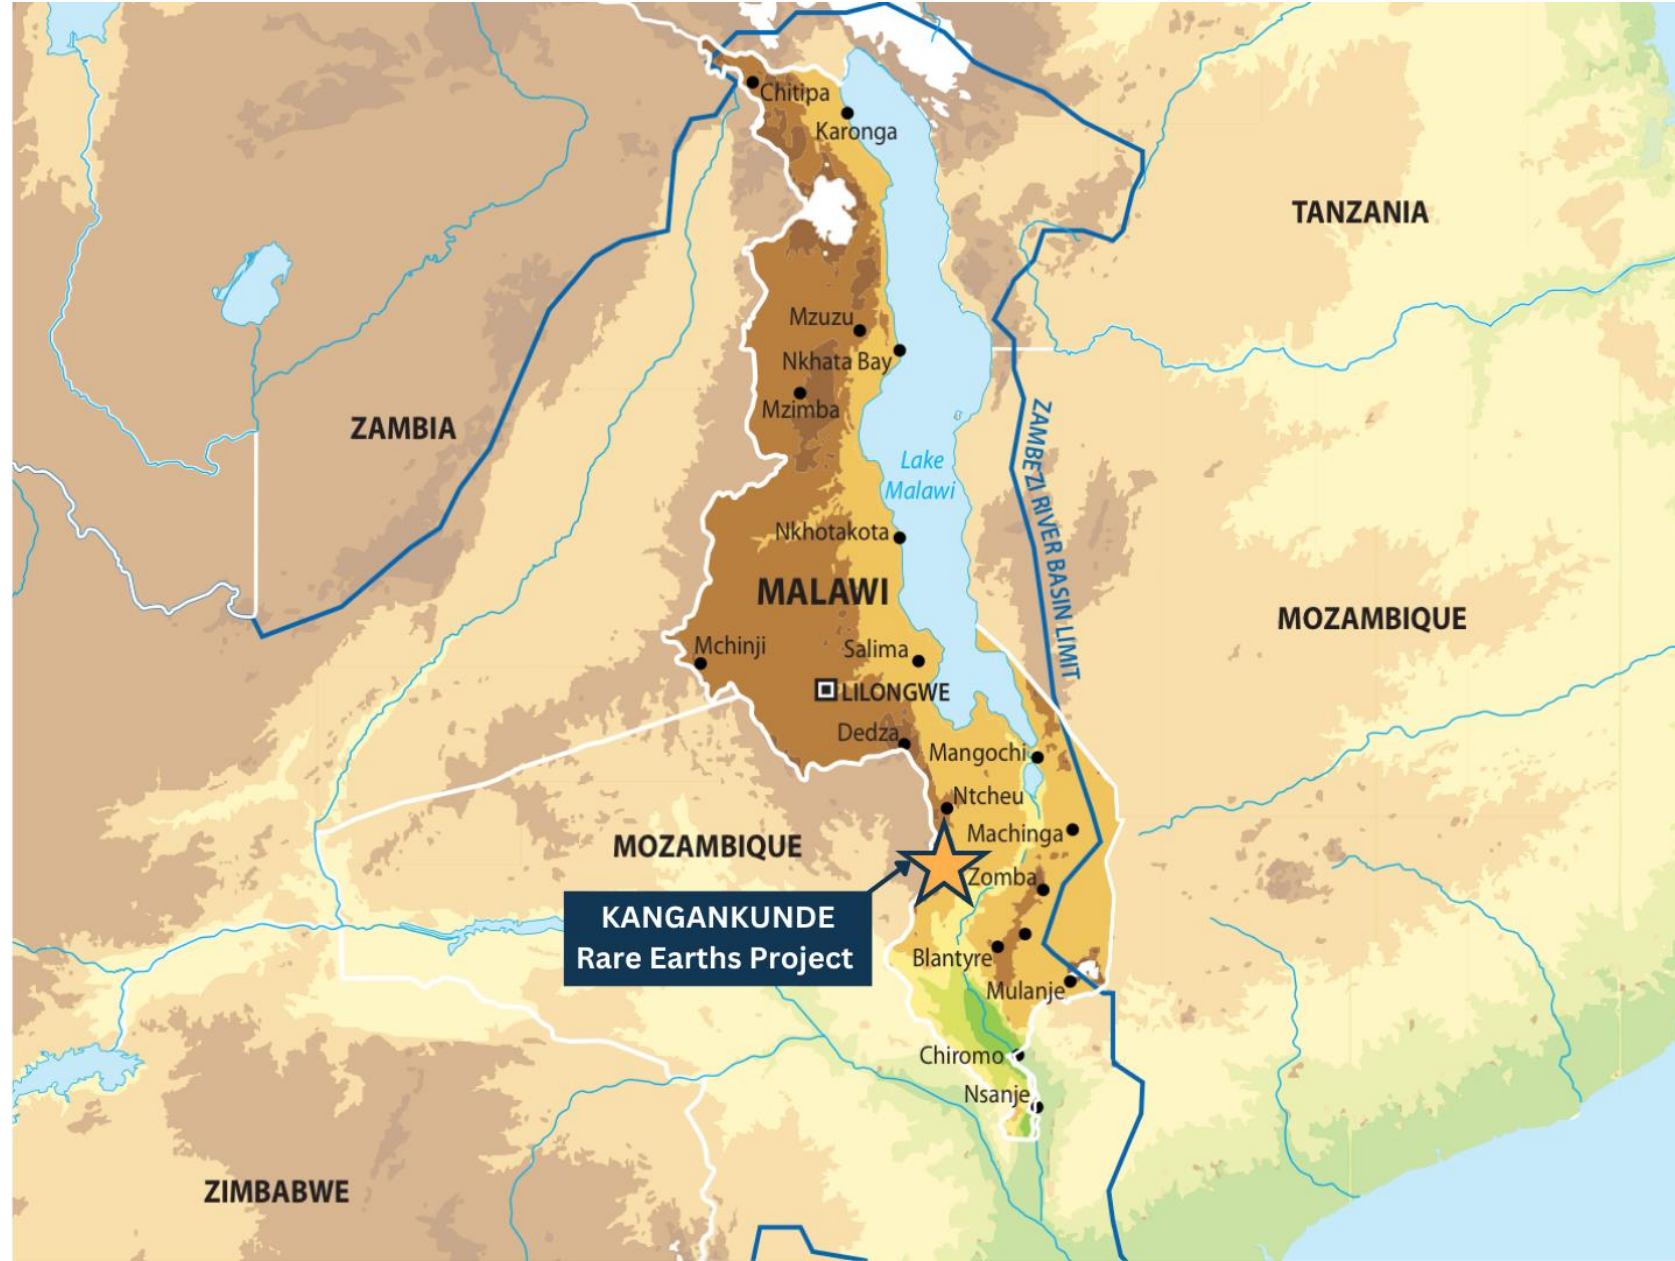 Chitipa
Karonga
TANZANIA
Mzuzu
Nkhata Bay
Mzimba
ZAMBIA
Lake
Malawi
ZAMBEZI RIVER BASIN LIMIT
Nkhotakota
MALAWI
MOZAMBIQUE
Mchinji
Salima
LILONGWE
Dedza
Mangochi
Ntcheu
Machinga
MOZAMBIQUE
Zomba
KANGANKUNDE
Rare Earths Project
Blantyre
Mulanje
Chiromo
Nsanje
ZIMBABWE